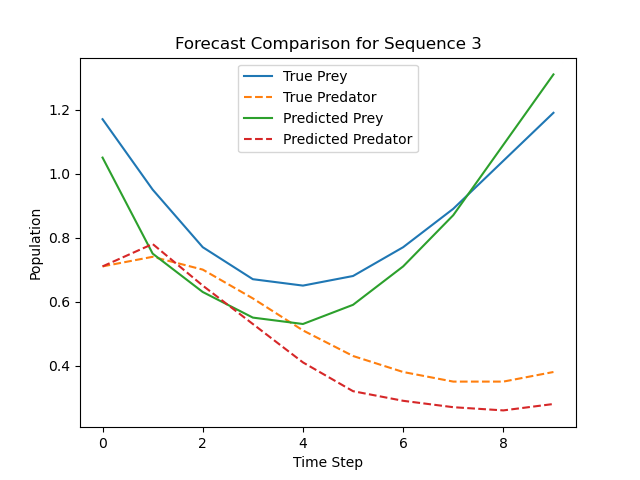 Forecast Comparison for Sequence 3
True Prey
True Predator
Predicted Prey
Predicted Predator
Population
1.2
1.0
0.8
0.6
0.4
0 2 4 6 8
Time Step